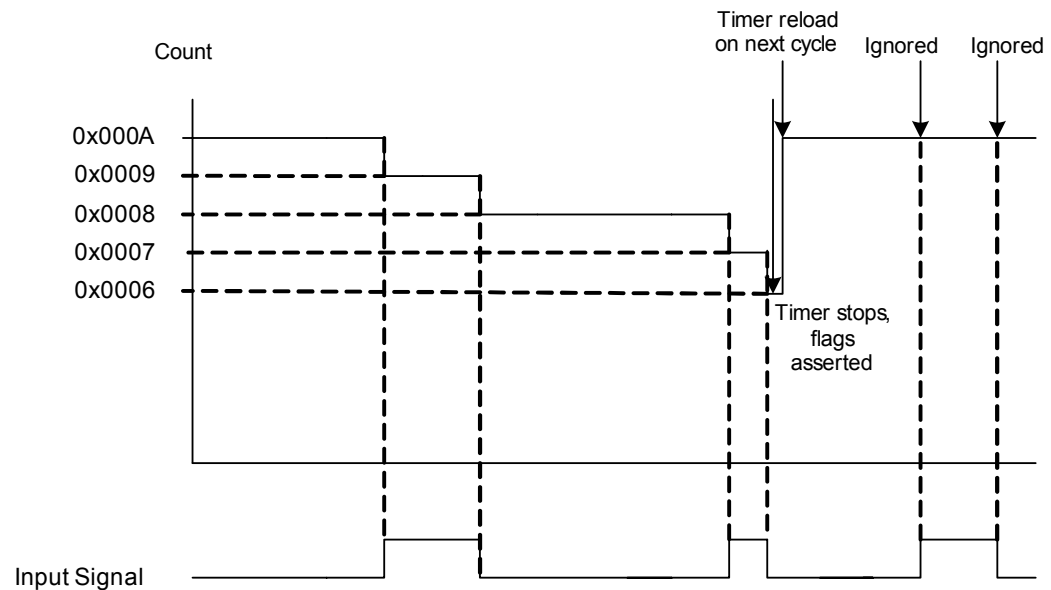 Timer reload
on next cycle
Ignored
Ignored
Count
0x000A
0x0009
0x0008
0x0007
0x0006
Timer stops,
flags
asserted
Input Signal